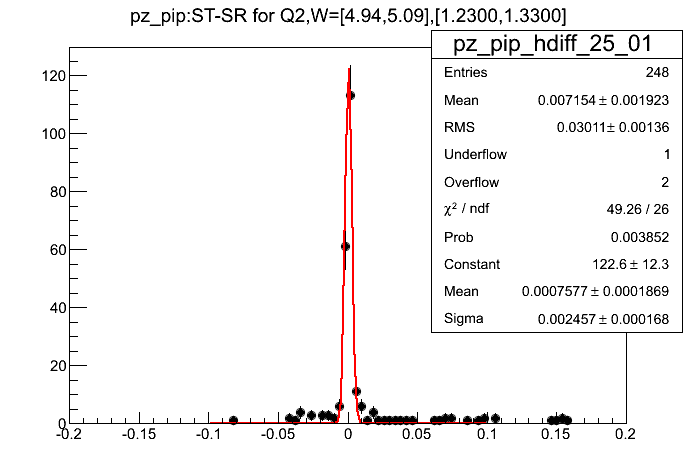 pz_pip:ST-SR for Q2,W=[4.94,5.09],[1.2300,1.3300]
pz_pip_hdiff_25_01
Entries 248
Mean 0.007154 ± 0.001923
RMS 0.03011 ± 0.00136
Underflow 1
Overflow 2
χ² / ndf 49.26 / 26
Prob 0.003852
Constant 122.6 ± 12.3
Mean 0.0007577 ± 0.0001869
Sigma 0.002457 ± 0.000168
120
100
80
60
40
20
0
-0.2 -0.15 -0.1 -0.05 0 0.05 0.1 0.15 0.2